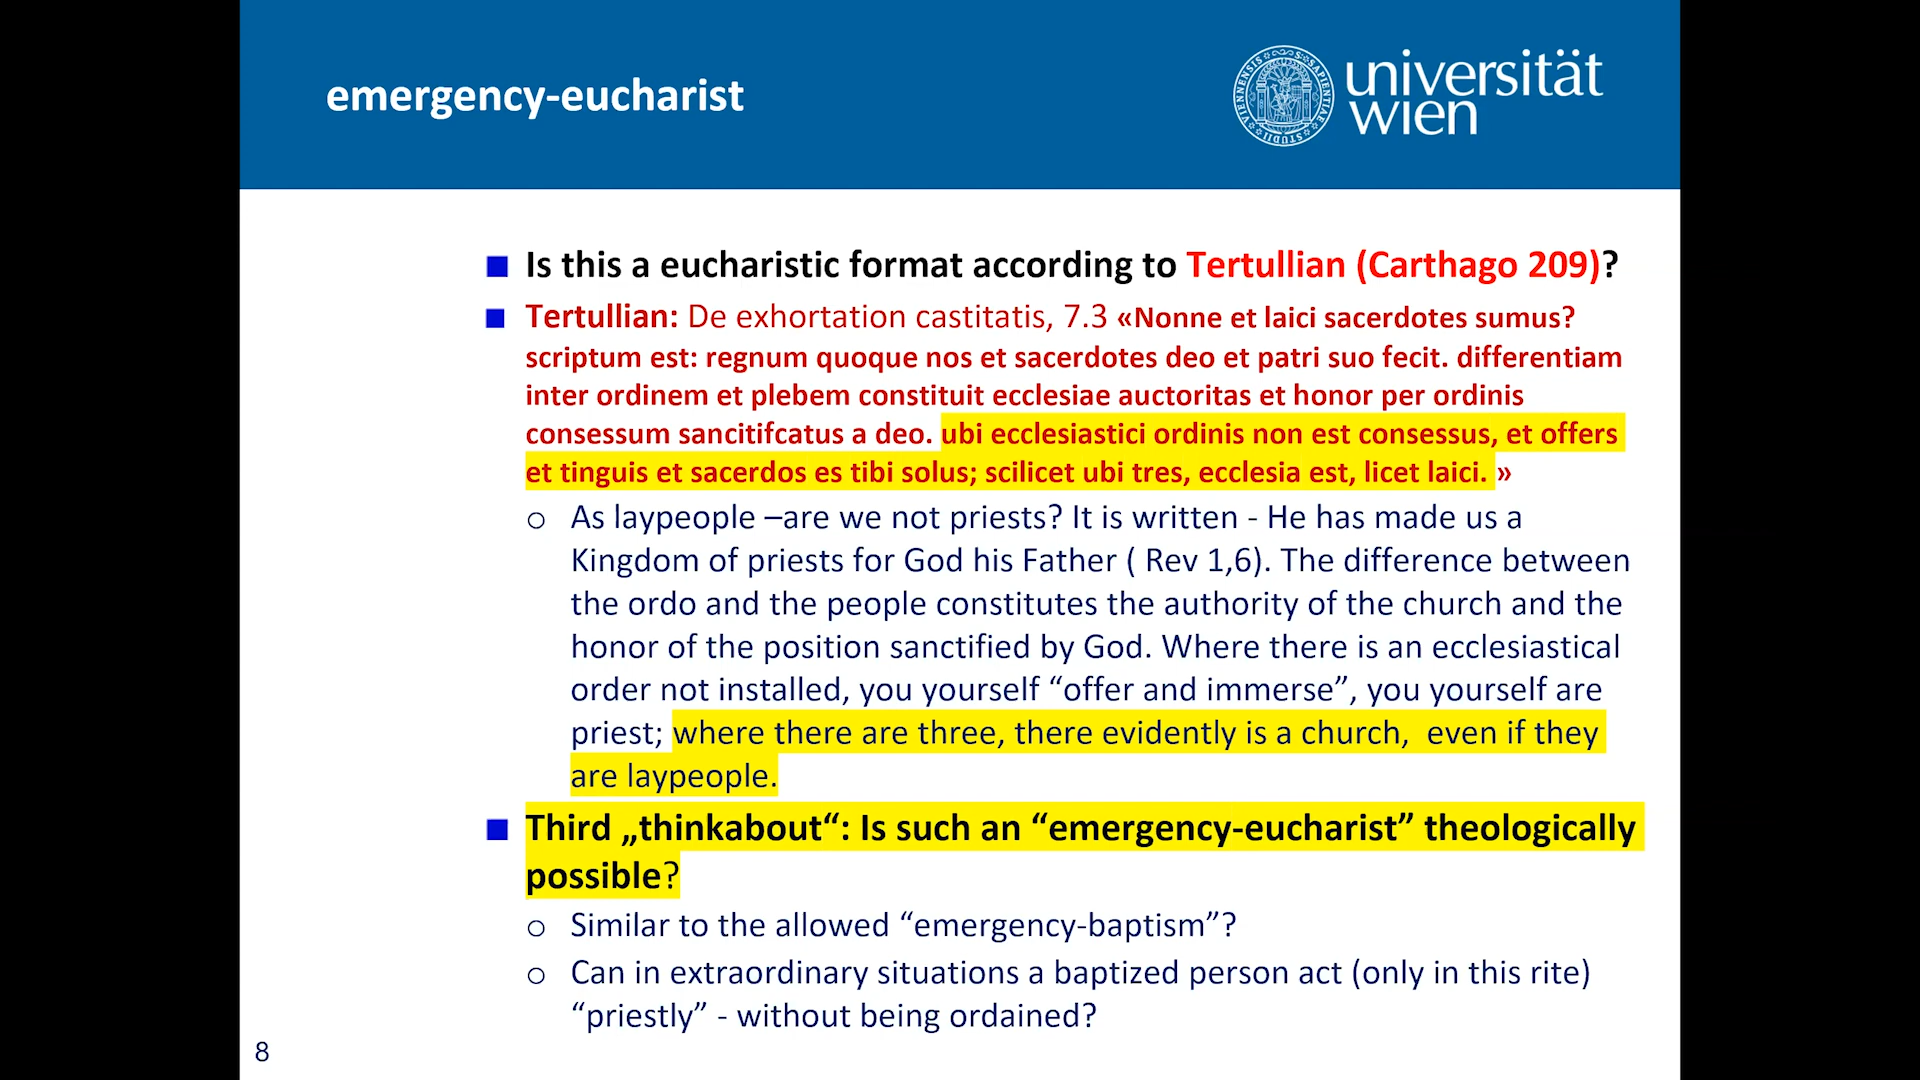 emergency-eucharist
universität
wien
Is this a eucharistic format according to Tertullian (Carthago 209)?
Tertullian: De exhortation castitatis, 7.3 «Nonne et laici sacerdotes sumus?
scriptum est: regnum quoque nos et sacerdotes deo et patri suo fecit. differentiam
inter ordinem et plebem constituit ecclesiae auctoritas et honor per ordinis
consessum sancitifcatus a deo. ubi ecclesiastici ordinis non est consessus, et offers
et tinguis et sacerdos es tibi solus; scilicet ubi tres, ecclesia est, licet laici. »
As laypeople –are we not priests? It is written - He has made us a
Kingdom of priests for God his Father ( Rev 1,6). The difference between
the ordo and the people constitutes the authority of the church and the
honor of the position sanctified by God. Where there is an ecclesiastical
order not installed, you yourself “offer and immerse”, you yourself are
priest; where there are three, there evidently is a church, even if they
are laypeople.
Third „thinkabout“: Is such an “emergency-eucharist” theologically
possible?
Similar to the allowed “emergency-baptism”?
Can in extraordinary situations a baptized person act (only in this rite)
“priestly” - without being ordained?
8